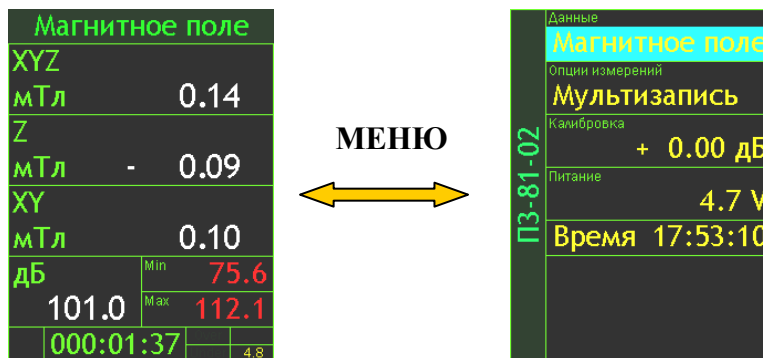 Магнитное поле
XYZ
мТл 0.14
Z
мТл - 0.09
XY
мТл 0.10
дБ Min 75.6
101.0 Max 112.1
000:01:37 4.8
МЕНЮ
П3-81-02
Данные
Магнитное поле
Опции измерений
Мультизапись
Калибровка
+ 0.00 дБ
Питание
4.7 V
Время 17:53:10